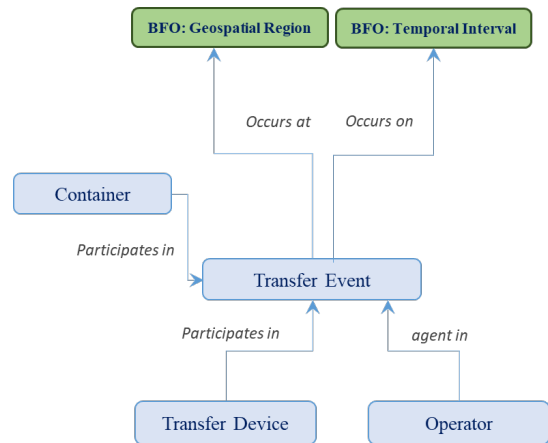 BFO: Geospatial Region
BFO: Temporal Interval
Occurs at
Occurs on
Container
Participates in
Transfer Event
Participates in
agent in
Transfer Device
Operator